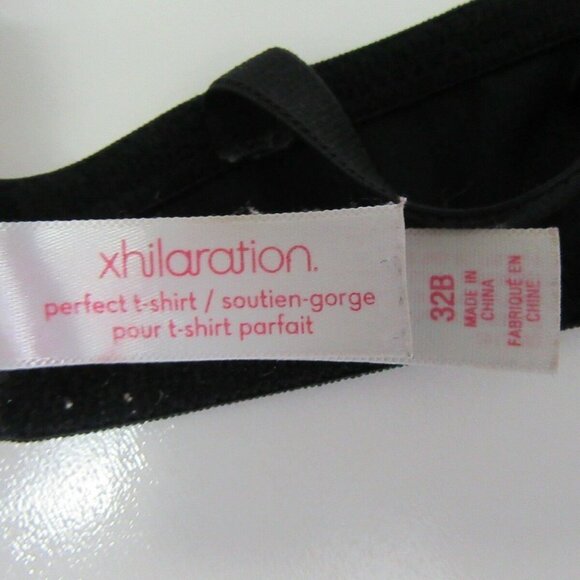 xhilaration.
perfect t-shirt / soutien-gorge
pour t-shirt parfait
32B
MADE IN
CHINA
FABRIQUÉ EN
CHINE